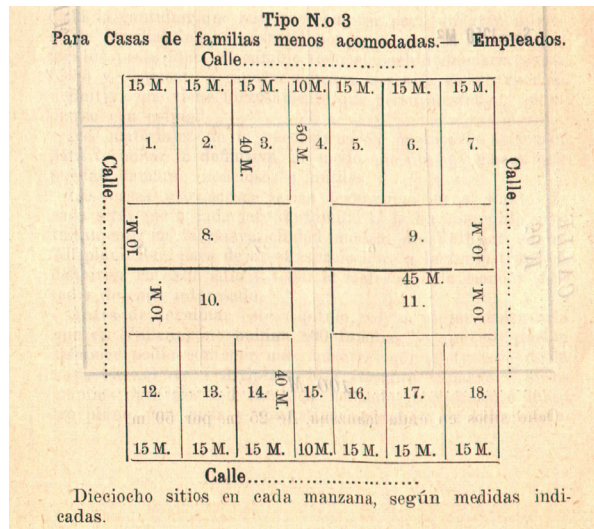 Tipo N.o 3
Para Casas de familias menos acomodadas.— Empleados.
Calle..............................
15 M. 15 M. 15 M. 10 M. 15 M. 15 M. 15 M.
1. 2. 40 M. 3. 50 M. 4. 5. 6. 7.
Calle.......... Calle..........
10 M. 8. 9. 10 M.
45 M.
10 M. 10. 11. 10 M.
12. 13. 14. 40 M. 15. 16. 17. 18.
15 M. 15 M. 15 M. 10M. 15 M. 15 M. 15 M.
Calle..............................
Dieciocho sitios en cada manzana, según medidas indi-
cadas.